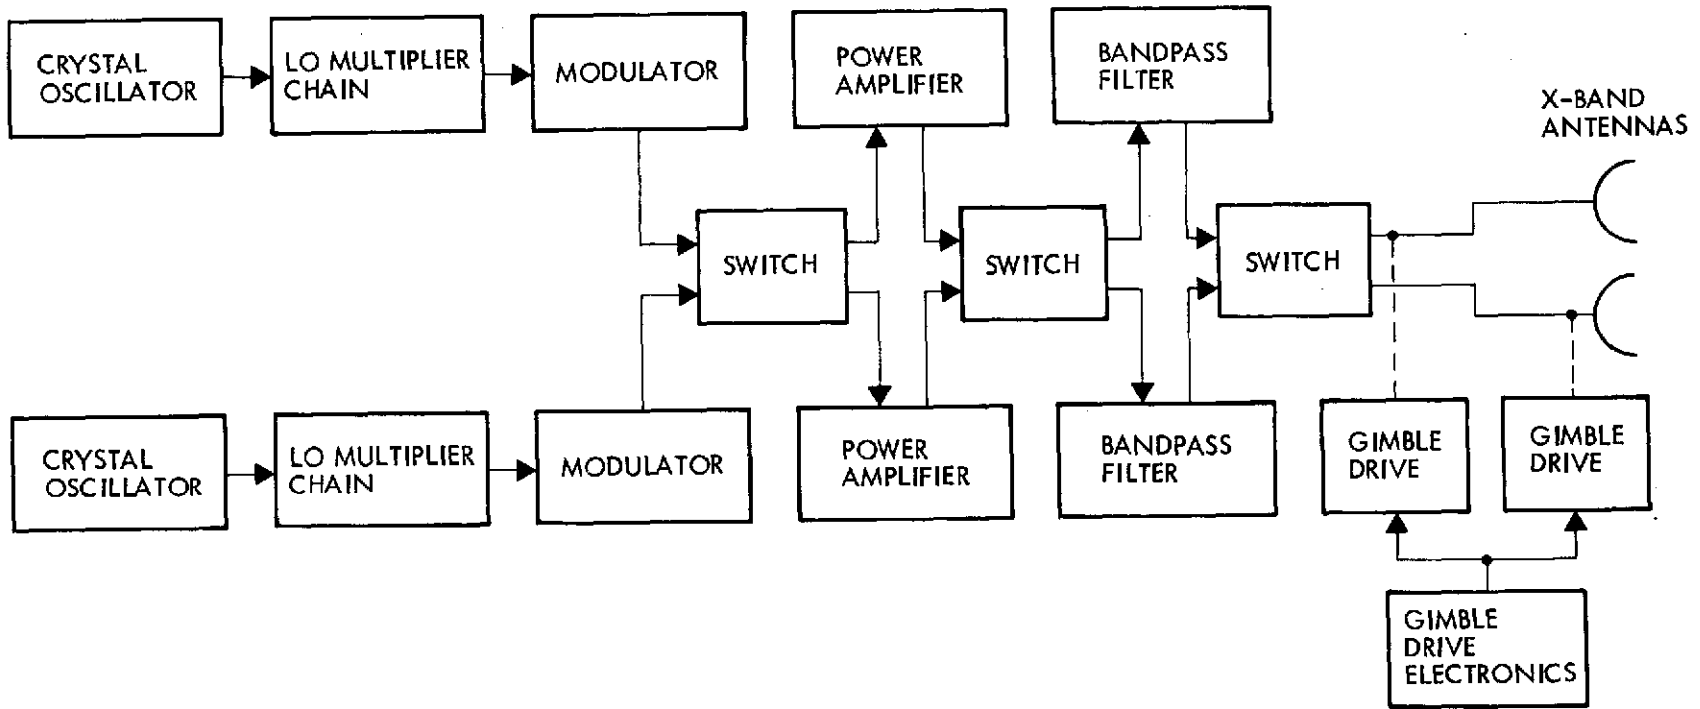 CRYSTAL
OSCILLATOR
LO MULTIPLIER
CHAIN
MODULATOR
POWER
AMPLIFIER
BANDPASS
FILTER
X-BAND
ANTENNAS
SWITCH
SWITCH
SWITCH
CRYSTAL
OSCILLATOR
LO MULTIPLIER
CHAIN
MODULATOR
POWER
AMPLIFIER
BANDPASS
FILTER
GIMBLE
DRIVE
GIMBLE
DRIVE
GIMBLE
DRIVE
ELECTRONICS